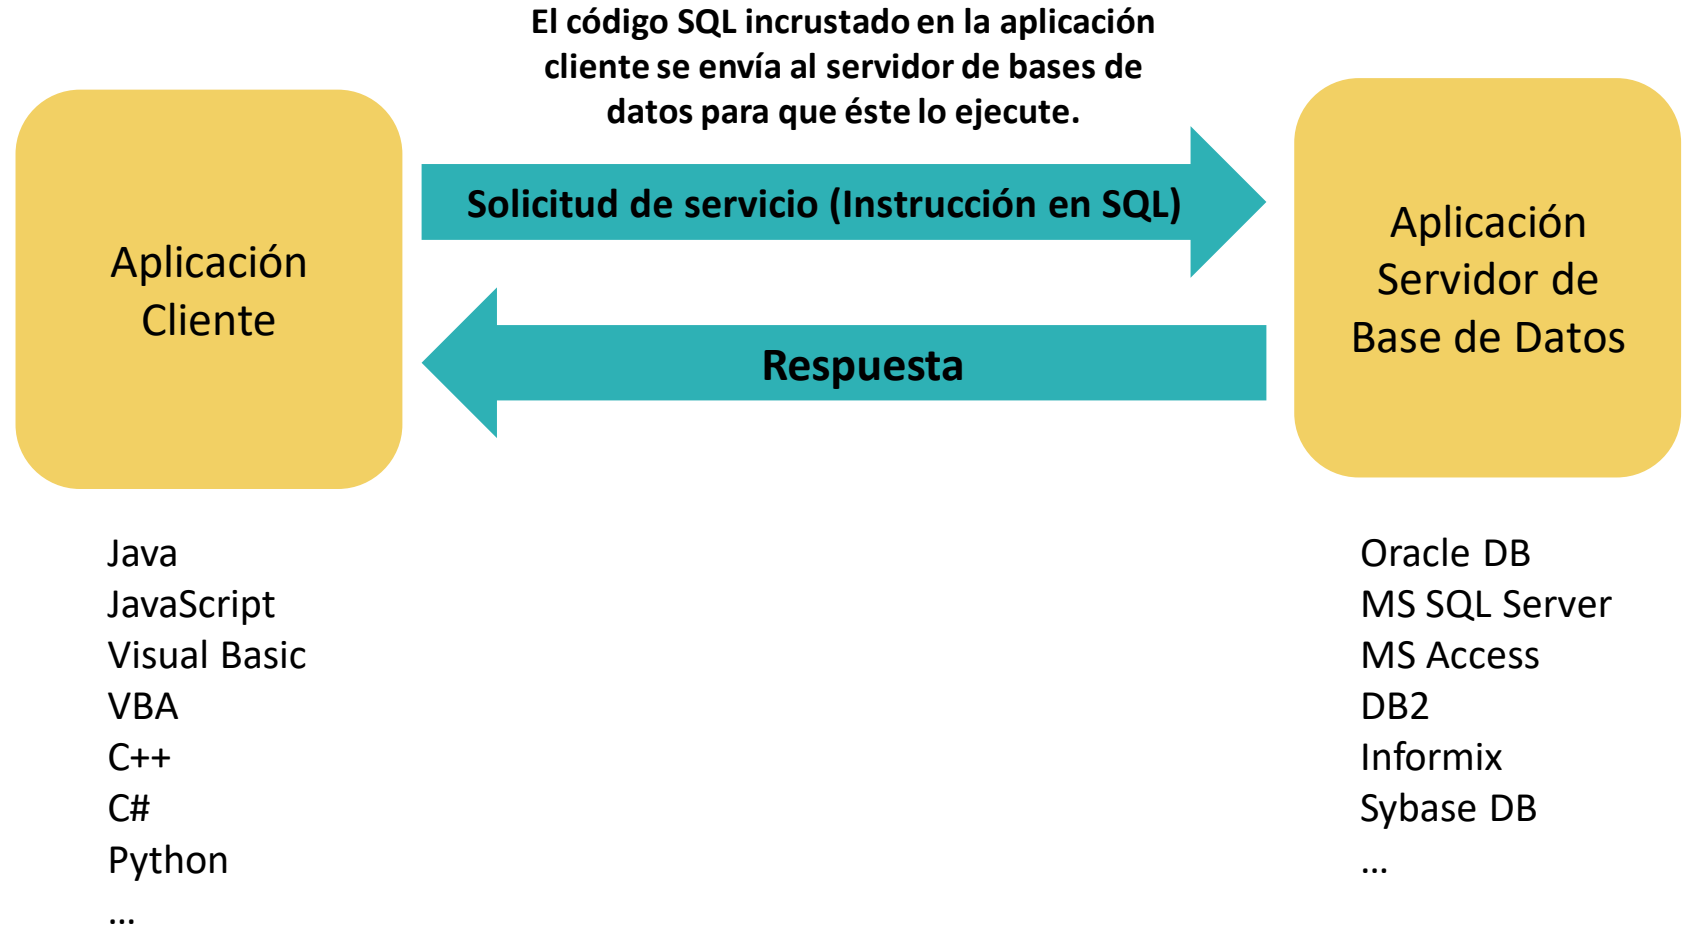 El código SQL incrustado en la aplicación
cliente se envía al servidor de bases de
datos para que éste lo ejecute.
Solicitud de servicio (Instrucción en SQL)
Respuesta
Aplicación
Cliente
Aplicación
Servidor de
Base de Datos
Java
JavaScript
Visual Basic
VBA
C++
C#
Python
...
Oracle DB
MS SQL Server
MS Access
DB2
Informix
Sybase DB
...